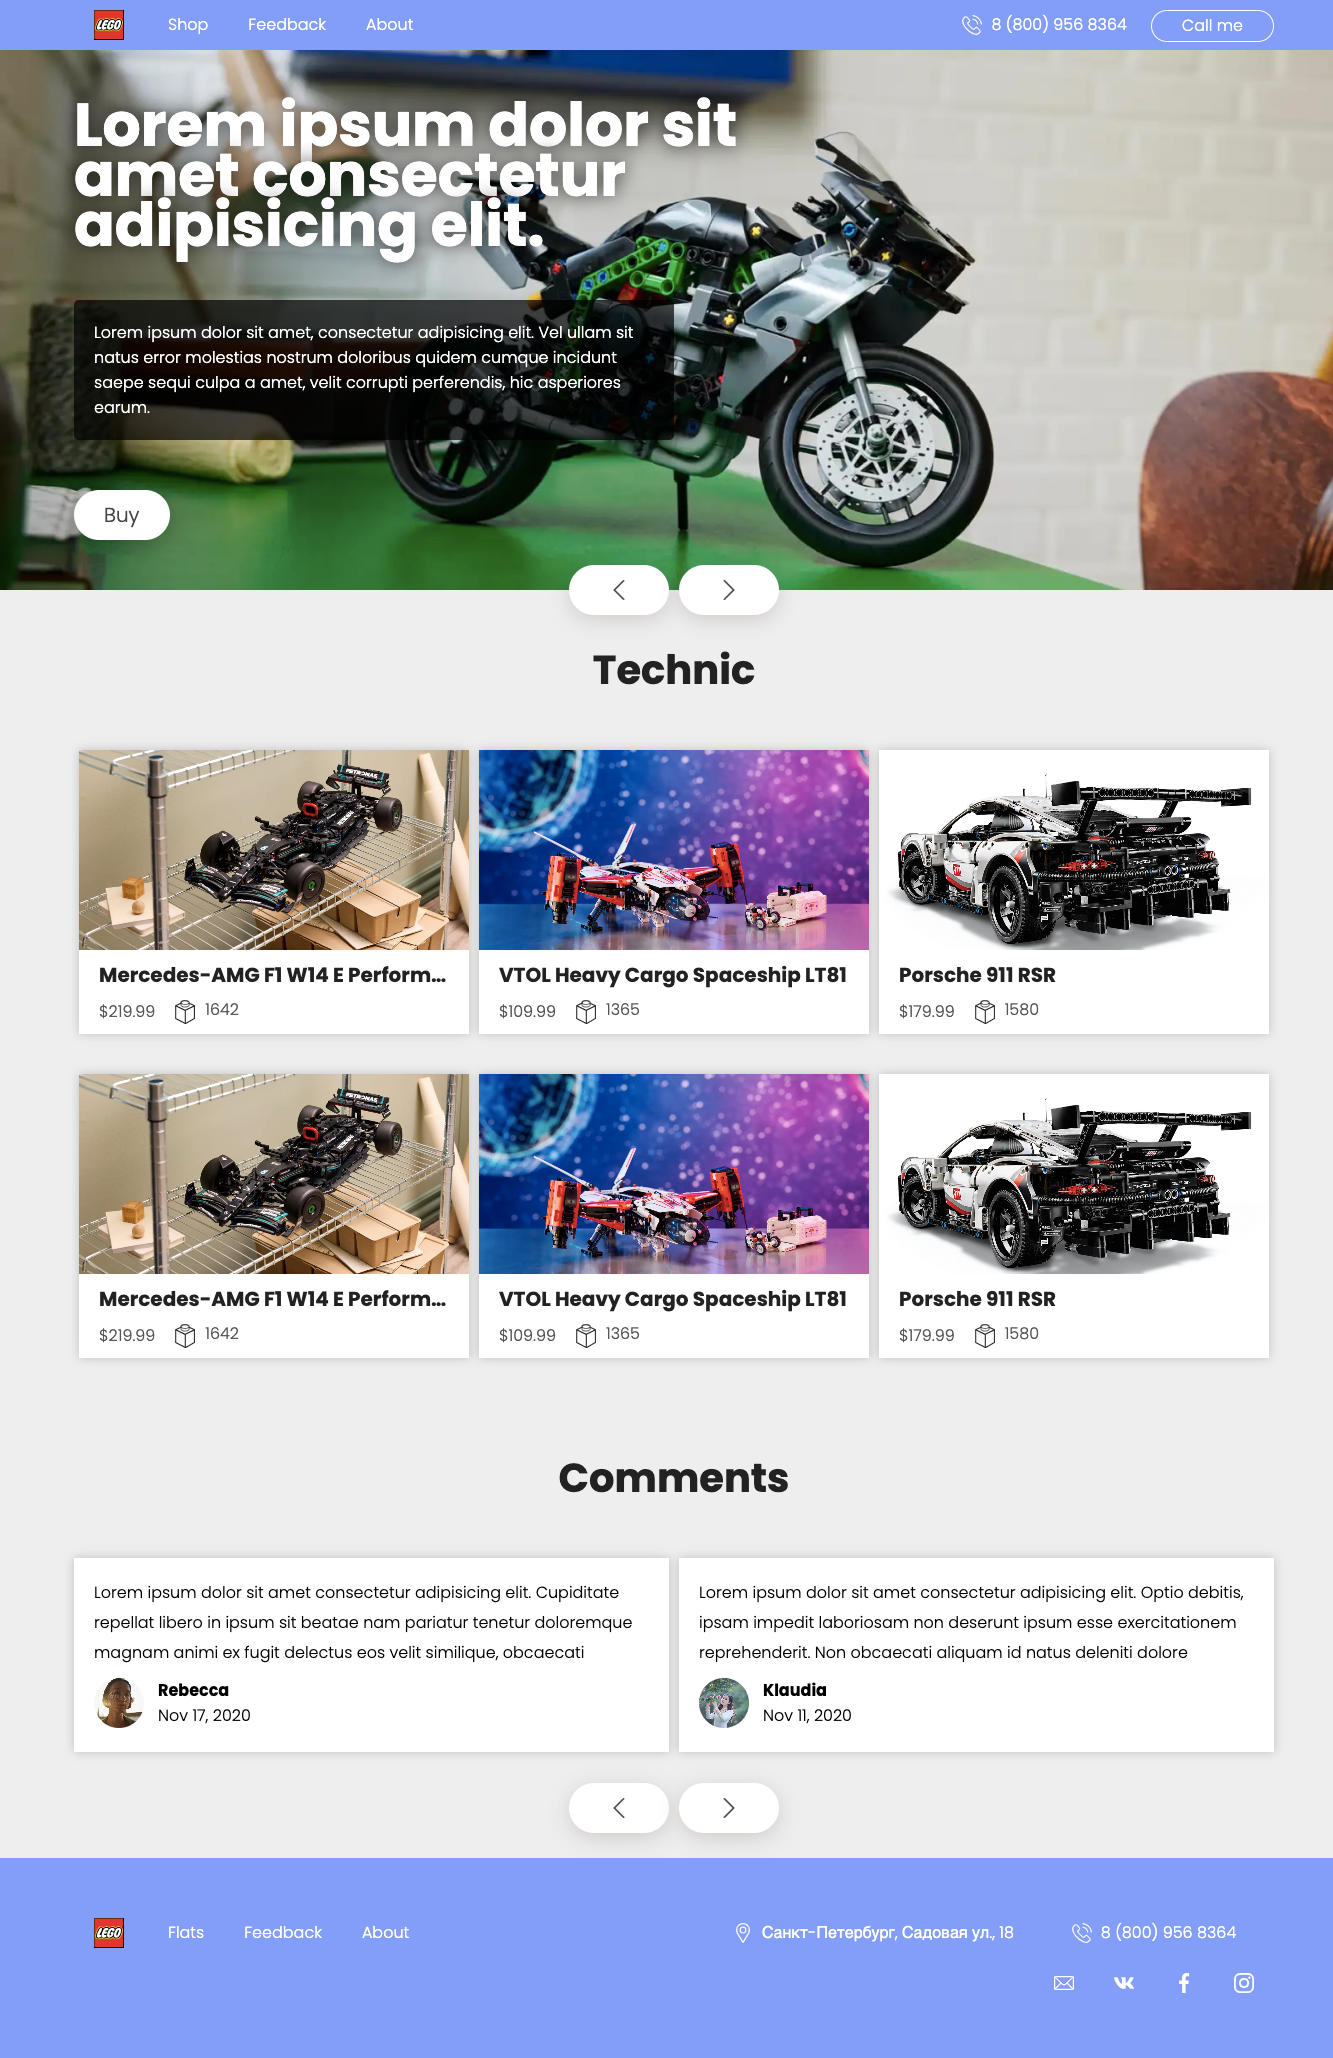 LEGO
Shop
Feedback
About
8 (800) 956 8364
Call me
Lorem ipsum dolor sit
amet consectetur
adipisicing elit.
Lorem ipsum dolor sit amet, consectetur adipisicing elit. Vel ullam sit
natus error molestias nostrum doloribus quidem cumque incidunt
saepe sequi culpa a amet, velit corrupti perferendis, hic asperiores
earum.
Buy
Technic
PETRONAS
Mercedes-AMG F1 W14 E Perform...
$219.99
1642
VTOL Heavy Cargo Spaceship LT81
$109.99
1365
Porsche 911 RSR
$179.99
1580
PETRONAS
Mercedes-AMG F1 W14 E Perform...
$219.99
1642
VTOL Heavy Cargo Spaceship LT81
$109.99
1365
Porsche 911 RSR
$179.99
1580
Comments
Lorem ipsum dolor sit amet consectetur adipisicing elit. Cupiditate
repellat libero in ipsum sit beatae nam pariatur tenetur doloremque
magnam animi ex fugit delectus eos velit similique, obcaecati
Rebecca
Nov 17, 2020
Lorem ipsum dolor sit amet consectetur adipisicing elit. Optio debitis,
ipsam impedit laboriosam non deserunt ipsum esse exercitationem
reprehenderit. Non obcaecati aliquam id natus deleniti dolore
Klaudia
Nov 11, 2020
LEGO
Flats
Feedback
About
Санкт-Петербург, Садовая ул., 18
8 (800) 956 8364